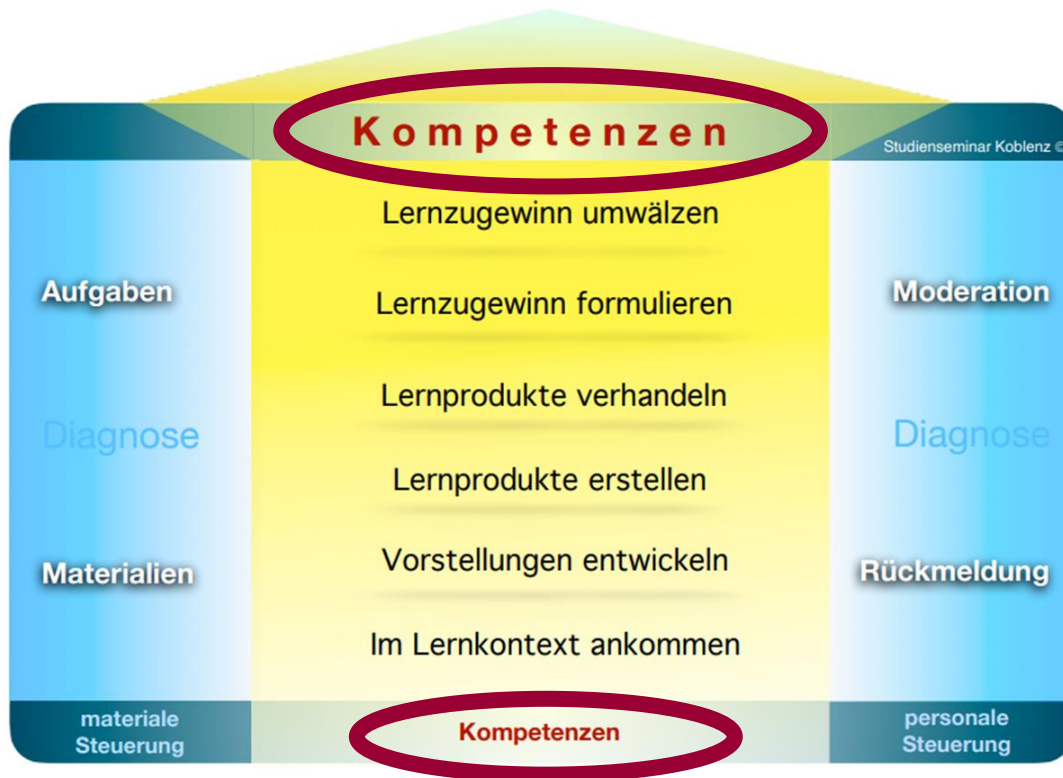 Kompetenzen
Studienseminar Koblenz ©
Lernzugewinn umwälzen
Aufgaben
Lernzugewinn formulieren
Moderation
Lernprodukte verhandeln
Diagnose
Diagnose
Lernprodukte erstellen
Materialien
Vorstellungen entwickeln
Rückmeldung
Im Lernkontext ankommen
materiale
Steuerung
Kompetenzen
personale
Steuerung